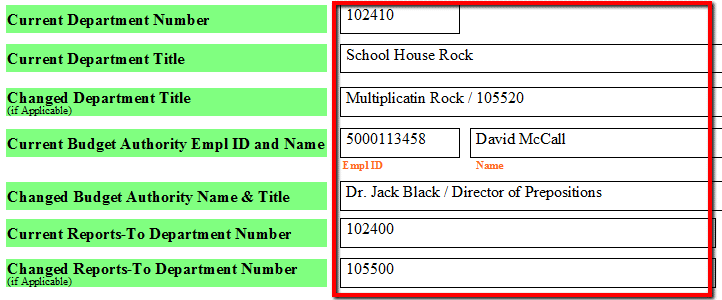 Current Department Number 102410
Current Department Title School House Rock
Changed Department Title Multiplicatin Rock / 105520
(if Applicable)
Current Budget Authority Empl ID and Name 5000113458 David McCall
Empl ID Name
Changed Budget Authority Name & Title Dr. Jack Black / Director of Prepositions
Current Reports-To Department Number 102400
Changed Reports-To Department Number 105500
(if Applicable)